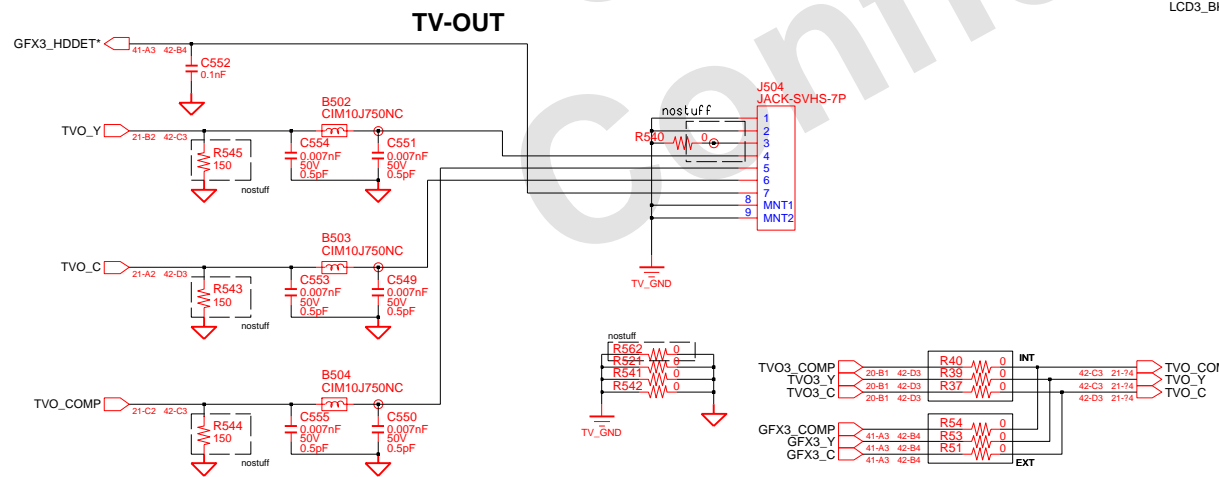 TV-OUT
LCD3_B
GFX3_HDDET*
41-A3 42-B4
C552
0.1nF
B502
CIM10J750NC
TVO_Y
21-B2 42-C3
R545
150
nostuff
C554
0.007nF
50V
0.5pF
C551
0.007nF
50V
0.5pF
J504
JACK-SVHS-7P
nostuff
R540
0
1
2
3
4
5
6
7
8
MNT1
9
MNT2
TV_GND
B503
CIM10J750NC
TVO_C
21-A2 42-D3
R543
150
nostuff
C553
0.007nF
50V
0.5pF
C549
0.007nF
50V
0.5pF
B504
CIM10J750NC
TVO_COMP
21-C2 42-C3
R544
150
nostuff
C555
0.007nF
50V
0.5pF
C550
0.007nF
50V
0.5pF
nostuff
R562 0
R521 0
R541 0
R542 0
TV_GND
TVO3_COMP
20-B1 42-D3
R40 0
INT
TVO3_Y
20-B1 42-D3
R39 0
TVO3_C
20-B1 42-D3
R37 0
GFX3_COMP
41-A3 42-B4
R54 0
GFX3_Y
41-A3 42-B4
R53 0
GFX3_C
41-A3 42-B4
R51 0
EXT
42-C3 21-?4
TVO_CO
42-C3 21-?4
TVO_Y
42-D3 21-?4
TVO_C
Confi